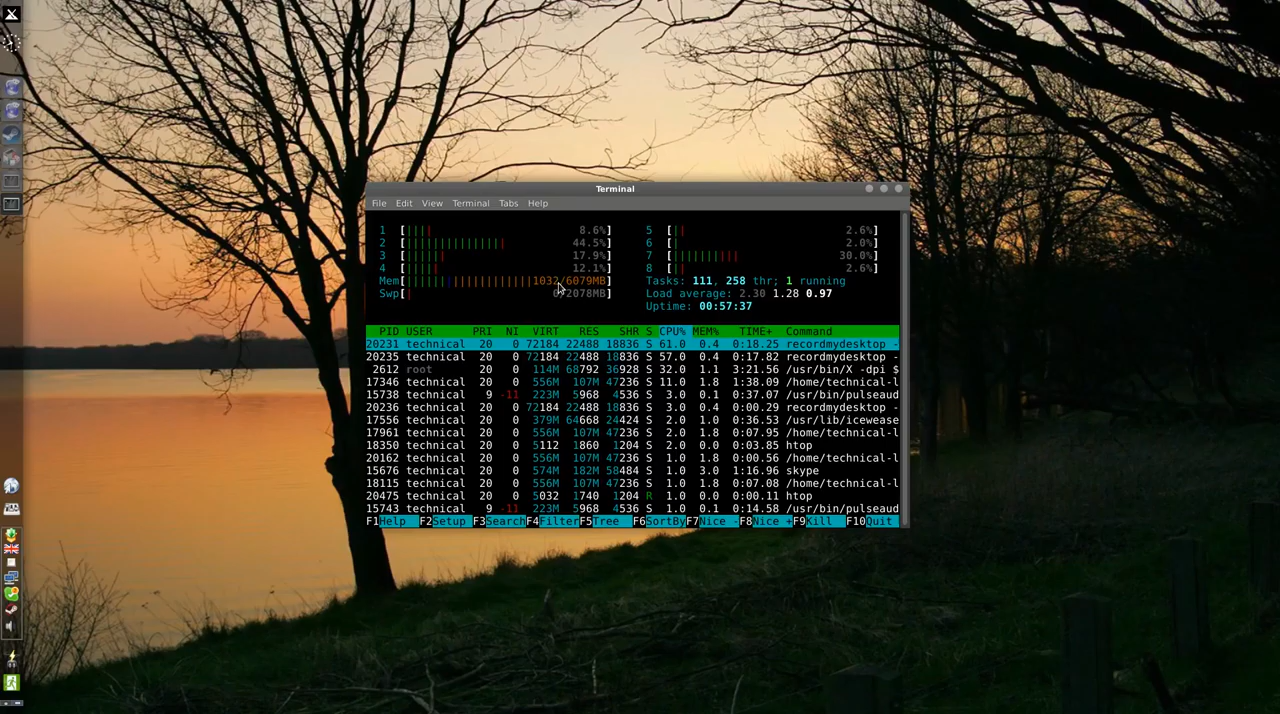 Terminal
File Edit View Terminal Tabs Help
1 [|||| 8.6%] 5 [|| 2.6%]
2 [|||||||||||||||| 44.5%] 6 [| 2.0%]
3 [|||||| 17.9%] 7 [||||||||||| 30.0%]
4 [||||| 12.1%] 8 [|| 2.6%]
Mem[||||||||||||||||||||1032/6079MB] Tasks: 111, 258 thr; 1 running
Swp[| 0/2078MB] Load average: 2.30 1.28 0.97
Uptime: 00:57:37
PID USER PRI NI VIRT RES SHR S CPU% MEM% TIME+ Command
20231 technical 20 0 72184 22488 18836 S 61.0 0.4 0:18.25 recordmydesktop -
20235 technical 20 0 72184 22488 18836 S 57.0 0.4 0:17.82 recordmydesktop -
2612 root 20 0 114M 68792 36928 S 32.0 1.1 3:21.56 /usr/bin/X -dpi $
17346 technical 20 0 556M 107M 47236 S 11.0 1.8 1:38.09 /home/technical-l
15738 technical 9 -11 223M 5968 4536 S 3.0 0.1 0:37.07 /usr/bin/pulseaud
20236 technical 20 0 72184 22488 18836 S 3.0 0.4 0:00.29 recordmydesktop -
17556 technical 20 0 379M 64668 24424 S 2.0 1.0 0:36.53 /usr/lib/icewease
17961 technical 20 0 556M 107M 47236 S 2.0 1.8 0:07.95 /home/technical-l
18350 technical 20 0 5112 1860 1204 S 2.0 0.0 0:03.85 htop
20162 technical 20 0 556M 107M 47236 S 1.0 1.8 0:00.56 /home/technical-l
15676 technical 20 0 574M 182M 58484 S 1.0 3.0 1:16.96 skype
18115 technical 20 0 556M 107M 47236 S 1.0 1.8 0:07.08 /home/technical-l
20475 technical 20 0 5032 1740 1204 R 1.0 0.0 0:00.11 htop
15743 technical 9 -11 223M 5968 4536 S 1.0 0.1 0:14.58 /usr/bin/pulseaud
F1Help F2Setup F3SearchF4FilterF5Tree F6SortByF7Nice -F8Nice +F9Kill F10Quit